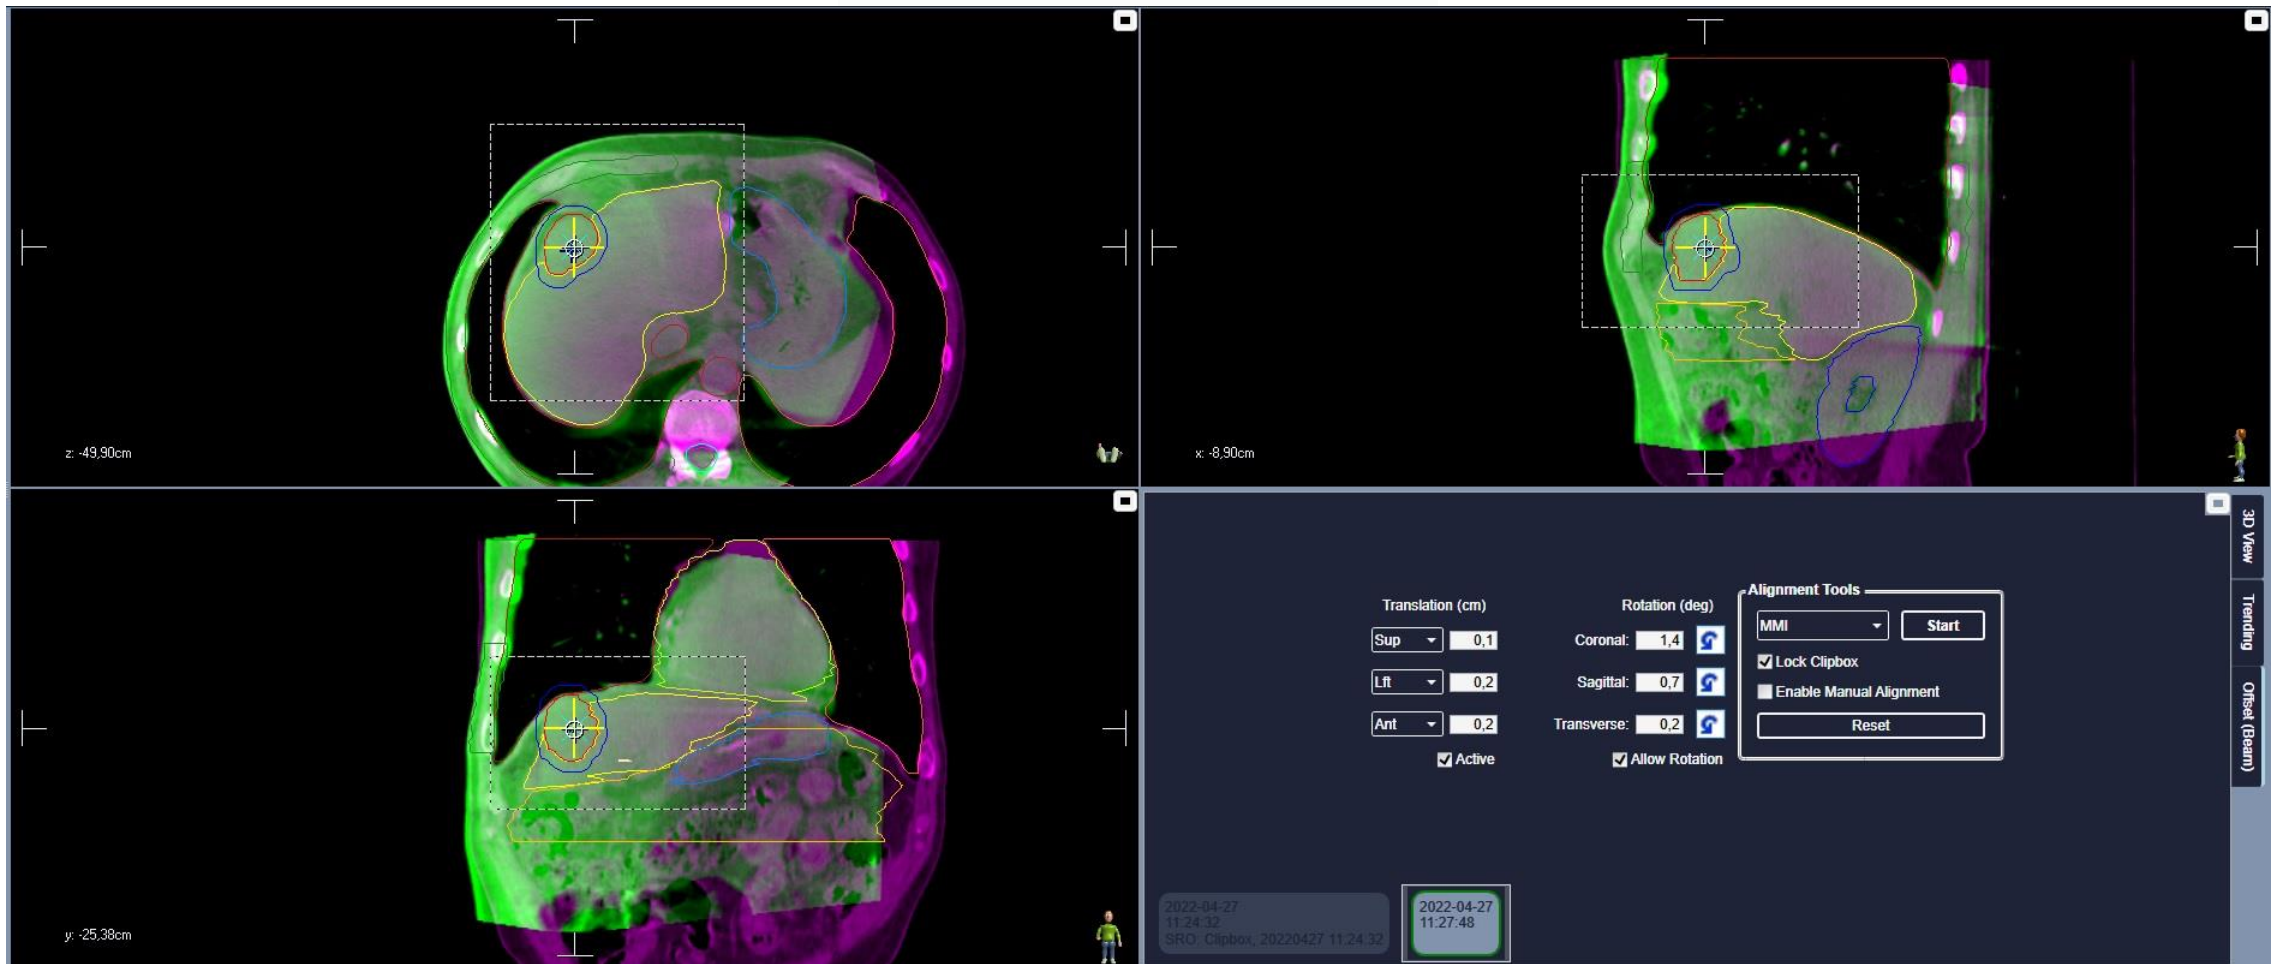 z: -49,90cm
x: -8,90cm
y: -25,38cm
3D View
Trending
Offset (Beam)
Translation (cm)
Sup 0,1
Lft 0,2
Ant 0,2
Active
Rotation (deg)
Coronal: 1,4
Sagittal: 0,7
Transverse: 0,2
Allow Rotation
Alignment Tools
MMI Start
Lock Clipbox
Enable Manual Alignment
Reset
2022-04-27
11:24:32
SRO: Clipbox, 20220427 11:24:32
2022-04-27
11:27:48